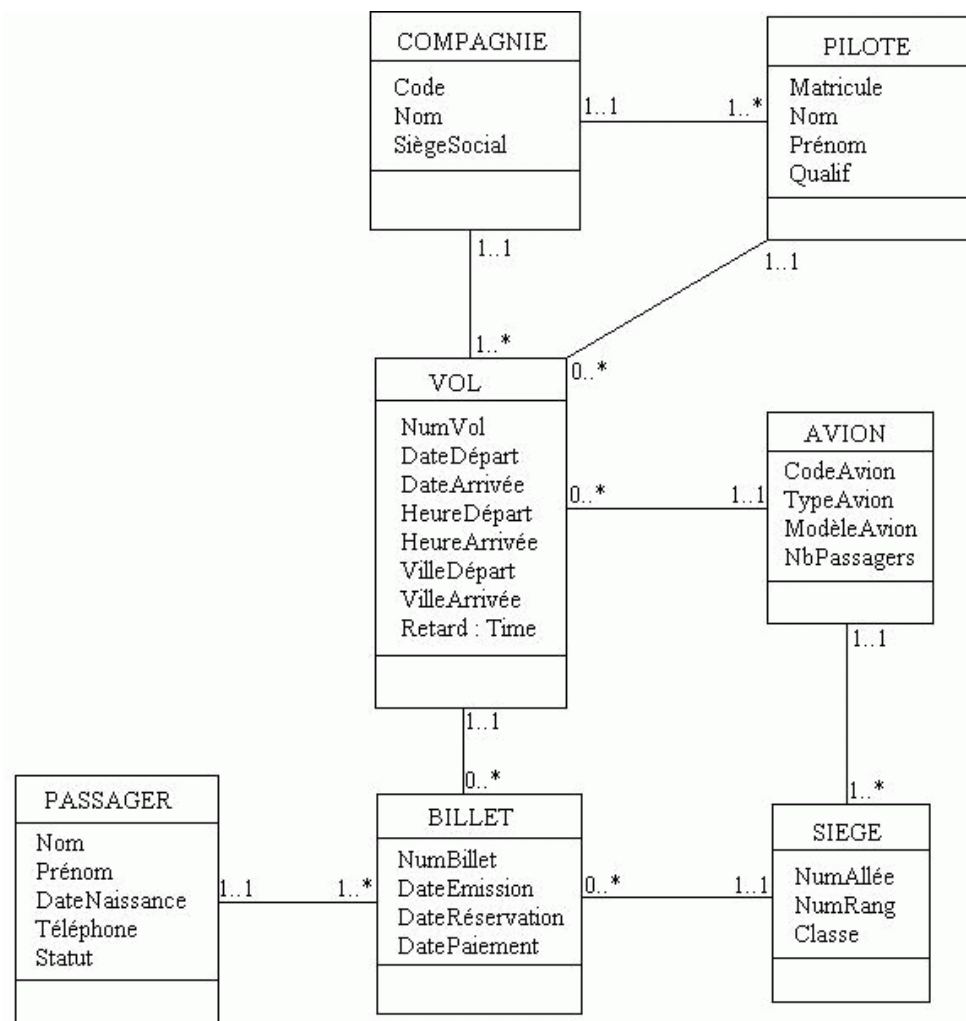 COMPAGNIE
Code
Nom
SiègeSocial
1..1
1..*
PILOTE
Matricule
Nom
Prénom
Qualif
1..1
1..1
1..*
0..*
VOL
NumVol
DateDépart
DateArrivée
HeureDépart
HeureArrivée
VilleDépart
VilleArrivée
Retard : Time
0..*
1..1
AVION
CodeAvion
TypeAvion
ModèleAvion
NbPassagers
1..1
1..1
0..*
1..*
PASSAGER
Nom
Prénom
DateNaissance
Téléphone
Statut
1..1
1..*
BILLET
NumBillet
DateEmission
DateRéservation
DatePaiement
0..*
1..1
SIEGE
NumAllée
NumRang
Classe